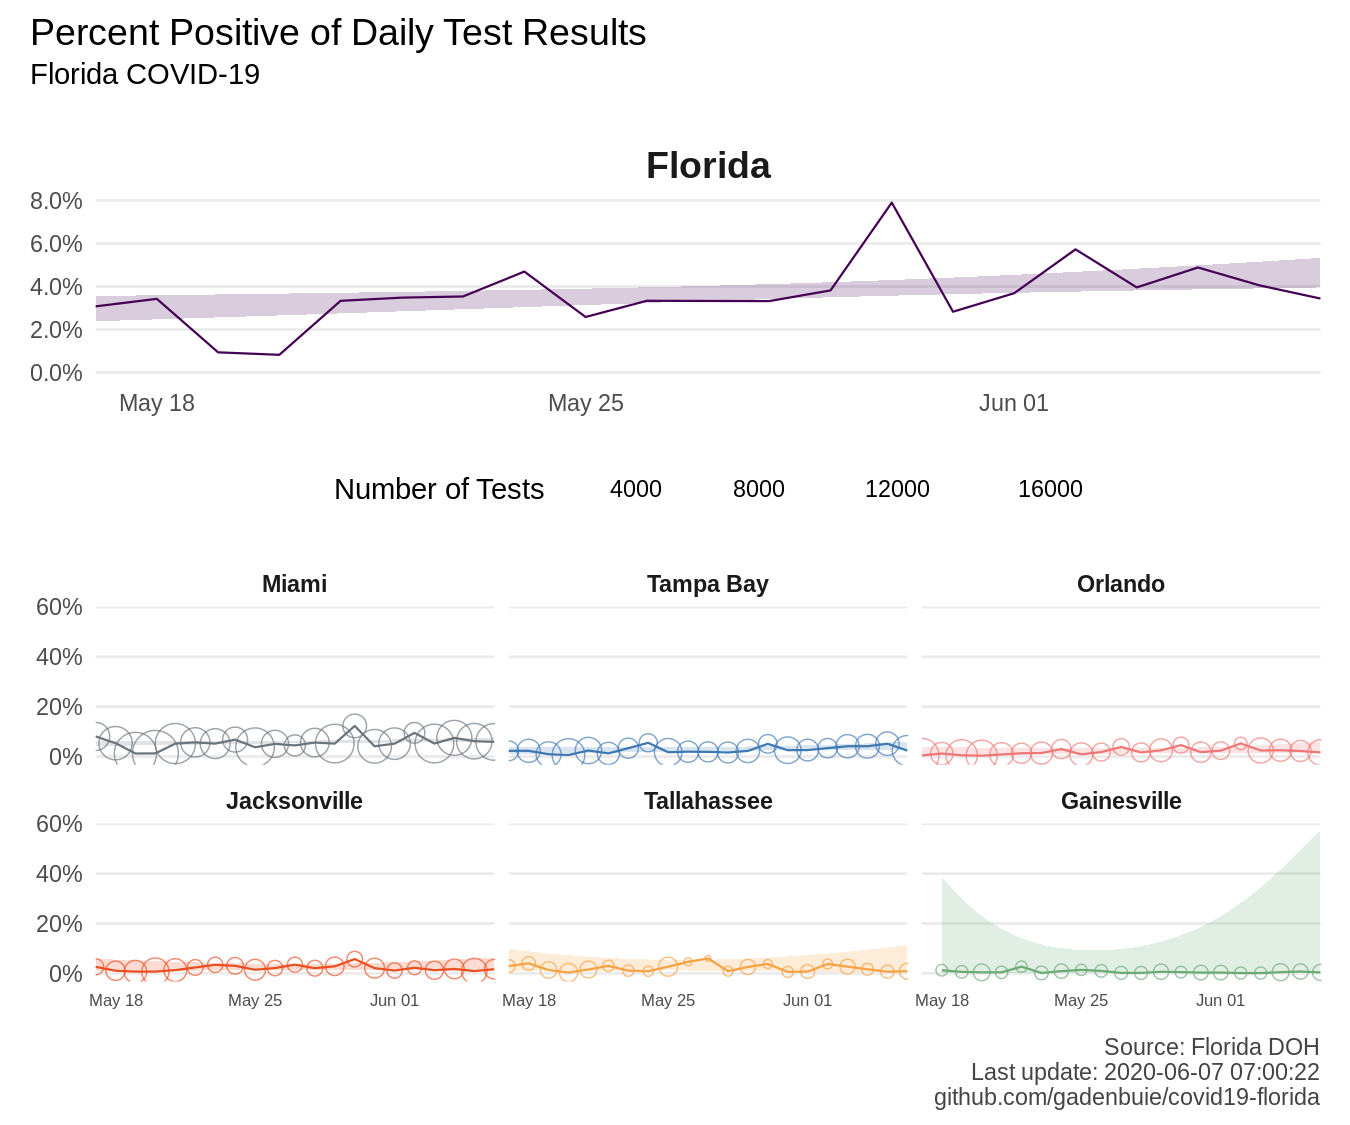 Percent Positive of Daily Test Results
Florida COVID-19
Florida
8.0%
6.0%
4.0%
2.0%
0.0%
May 18 May 25 Jun 01
Number of Tests 4000 8000 12000 16000
Miami Tampa Bay Orlando
60%
40%
20%
0%
Jacksonville Tallahassee Gainesville
60%
40%
20%
0%
May 18 May 25 Jun 01 May 18 May 25 Jun 01 May 18 May 25 Jun 01
Source: Florida DOH
Last update: 2020-06-07 07:00:22
github.com/gadenbuie/covid19-florida